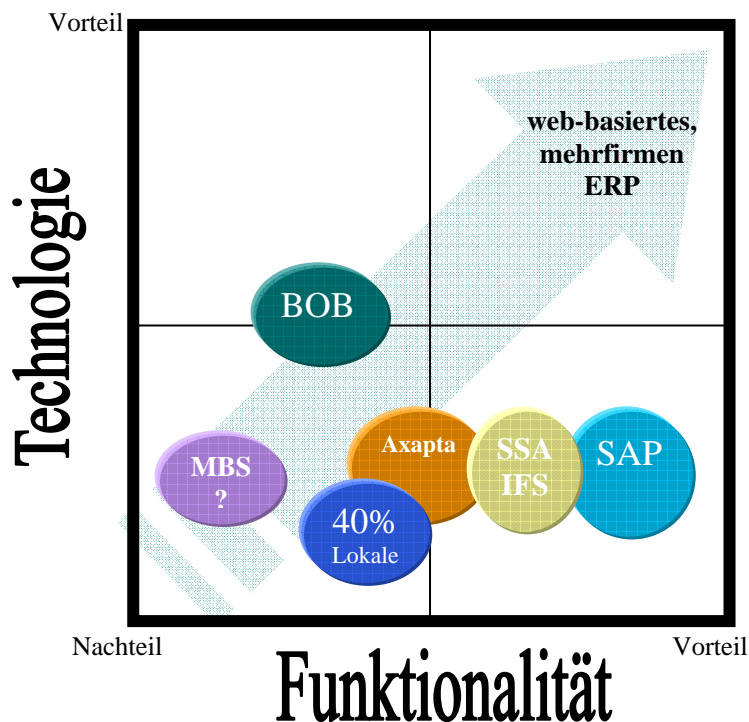 Vorteil
Technologie
web-basiertes,
mehrfirmen
ERP
BOB
MBS
?
Axapta
SSA
IFS
SAP
40%
Lokale
Nachteil
Vorteil
Funktionalität